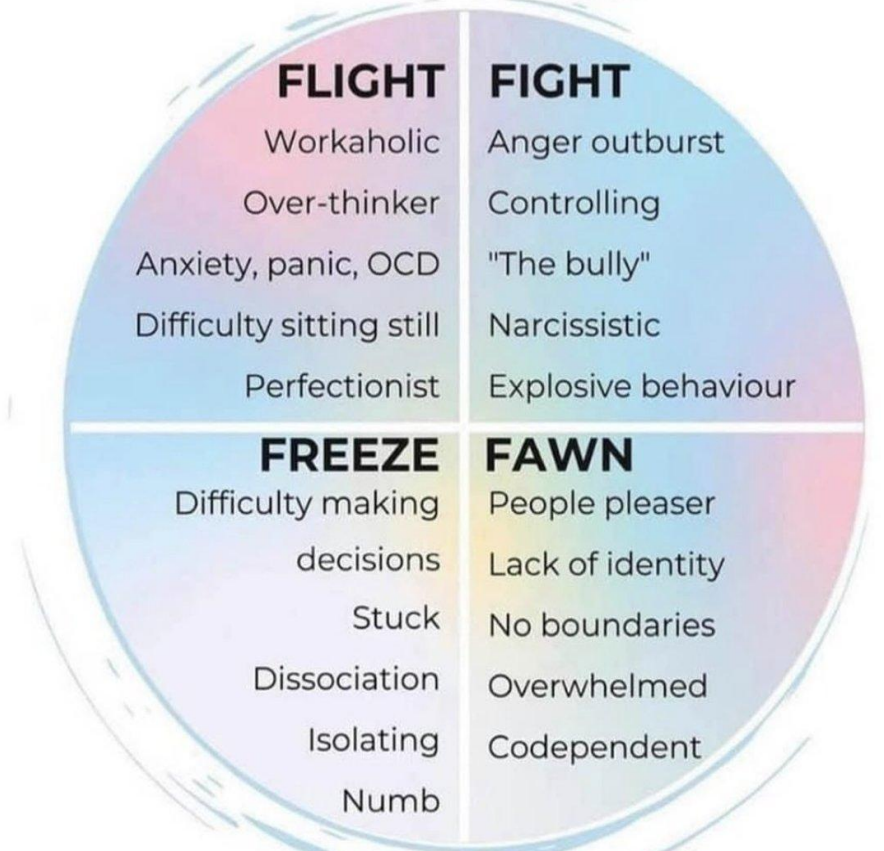 FLIGHT
Workaholic
Over-thinker
Anxiety, panic, OCD
Difficulty sitting still
Perfectionist
FIGHT
Anger outburst
Controlling
"The bully"
Narcissistic
Explosive behaviour
FREEZE
Difficulty making
decisions
Stuck
Dissociation
Isolating
Numb
FAWN
People pleaser
Lack of identity
No boundaries
Overwhelmed
Codependent